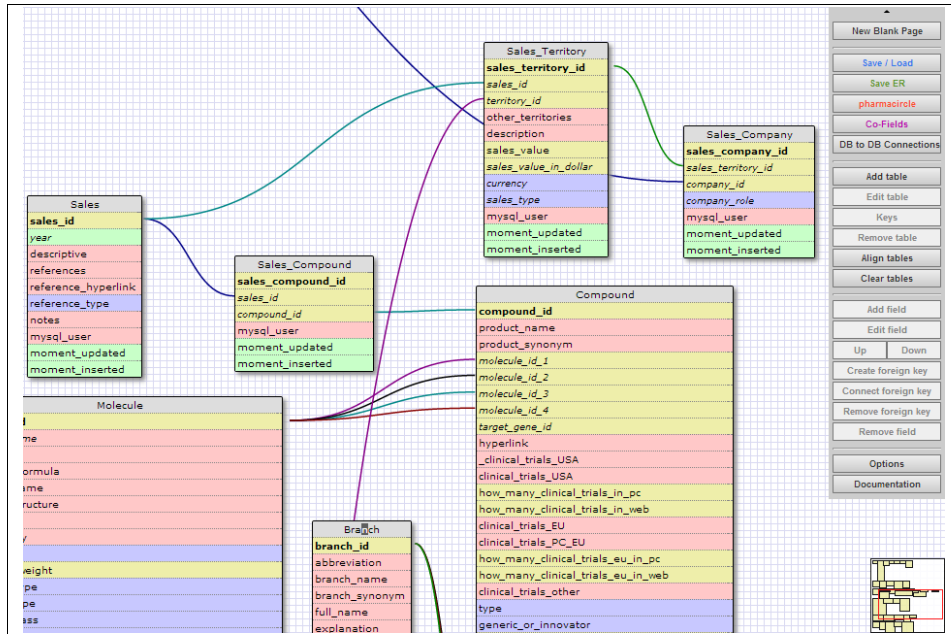 Sales_Territory
sales_territory_id
sales_id
territory_id
other_territories
description
sales_value
sales_value_in_dollar
currency
sales_type
mysql_user
moment_updated
moment_inserted
Sales_Company
sales_company_id
sales_territory_id
company_id
company_role
mysql_user
moment_updated
moment_inserted
Sales
sales_id
year
descriptive
references
reference_hyperlink
reference_type
notes
mysql_user
moment_updated
moment_inserted
Sales_Compound
sales_compound_id
sales_id
compound_id
mysql_user
moment_updated
moment_inserted
Compound
compound_id
product_name
product_synonym
molecule_id_1
molecule_id_2
molecule_id_3
molecule_id_4
target_gene_id
hyperlink
_clinical_trials_USA
clinical_trials_USA
how_many_clinical_trials_in_pc
how_many_clinical_trials_in_web
clinical_trials_EU
clinical_trials_PC_EU
how_many_clinical_trials_eu_in_pc
how_many_clinical_trials_eu_in_web
clinical_trials_other
type
generic_or_innovator
Molecule
d
me
ormula
ame
ructure
y
weight
ype
pe
ass
Branch
branch_id
abbreviation
branch_name
branch_synonym
full_name
explanation
New Blank Page
Save / Load
Save ER
pharmacircle
Co-Fields
DB to DB Connections
Add table
Edit table
Keys
Remove table
Align tables
Clear tables
Add field
Edit field
Up Down
Create foreign key
Connect foreign key
Remove foreign key
Remove field
Options
Documentation